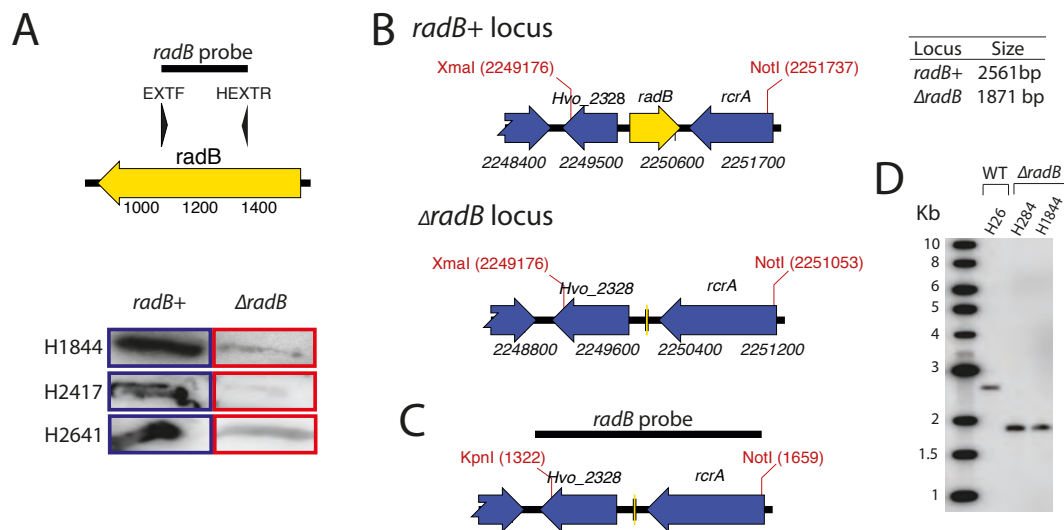 A
radB probe
EXTF HEXTR
radB
1000 1200 1400
radB+ ΔradB
H1844
H2417
H2641
B
radB+ locus
XmaI (2249176) NotI (2251737)
Hvo_2328 radB rcrA
2248400 2249500 2250600 2251700
ΔradB locus
XmaI (2249176) NotI (2251053)
Hvo_2328 rcrA
2248800 2249600 2250400 2251200
C
radB probe
KpnI (1322) NotI (1659)
Hvo_2328 rcrA
Locus Size
radB+ 2561bp
ΔradB 1871 bp
D
WT ΔradB
Kb H26 H284 H1844
10
8
6
5
4
3
2
1.5
1